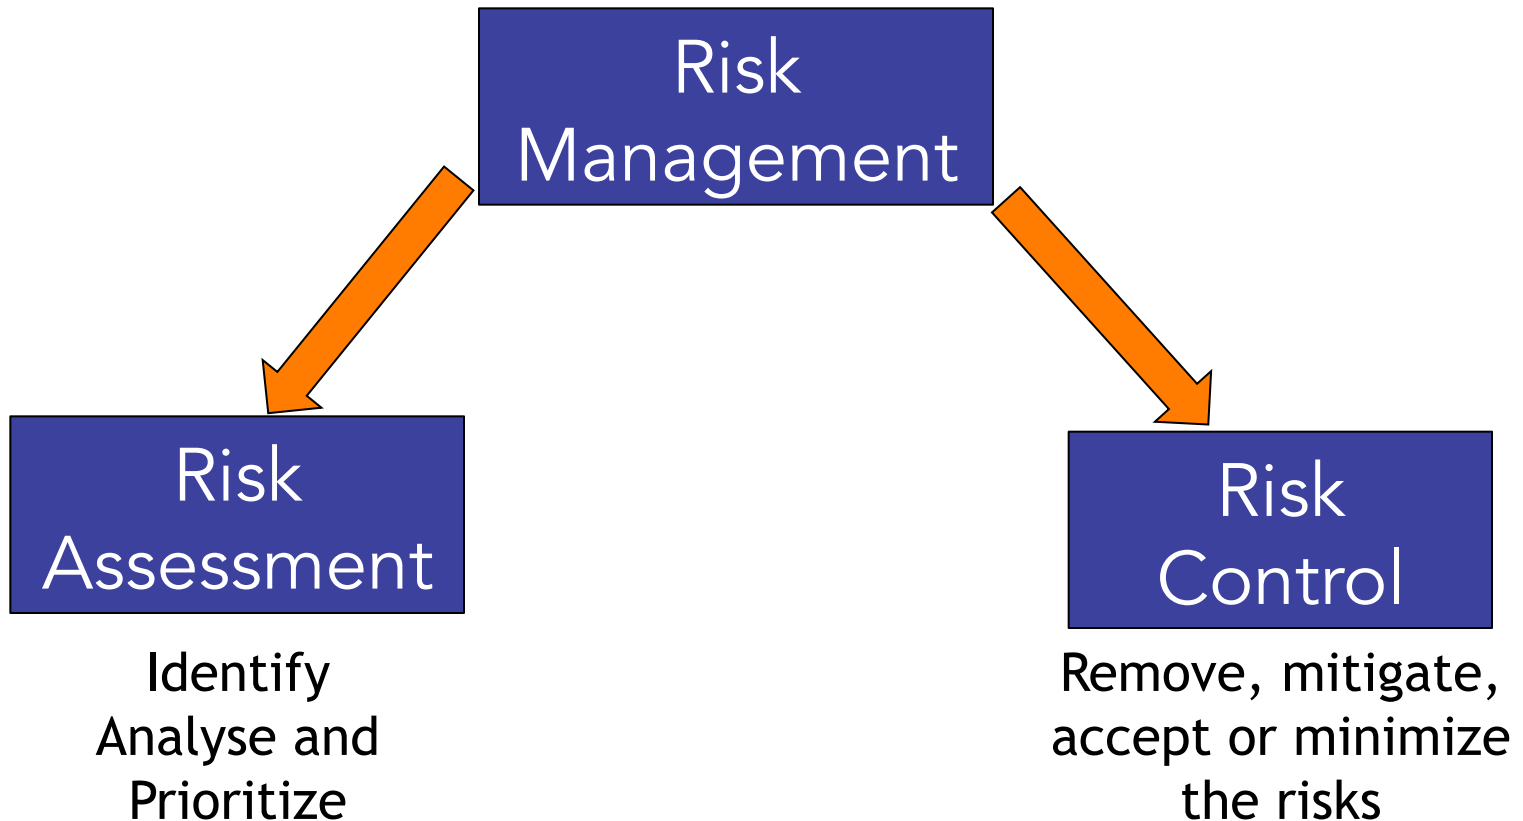 Risk
Management
Risk
Assessment
Identify
Analyse and
Prioritize
Risk
Control
Remove, mitigate,
accept or minimize
the risks